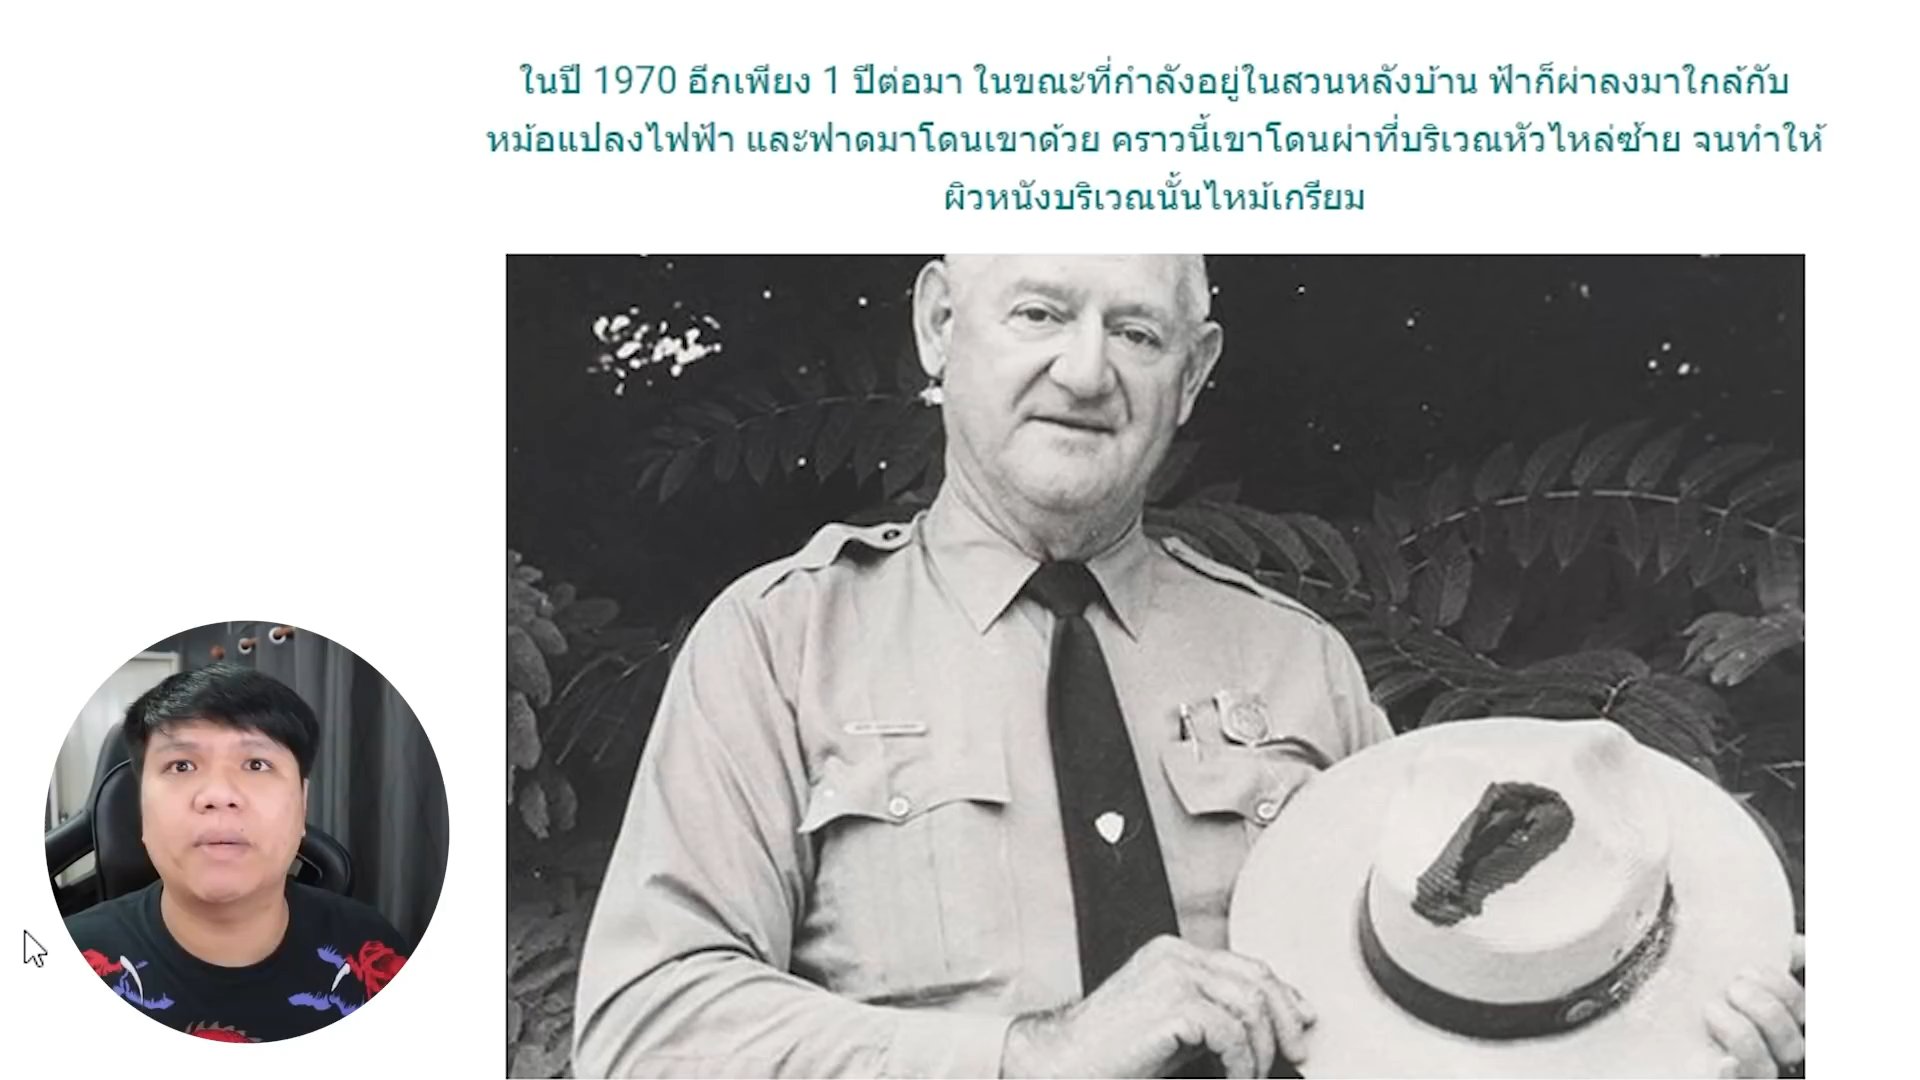 ในปี 1970 อีกเพียง 1 ปีต่อมา ในขณะที่กำลังอยู่ในสวนหลังบ้าน ฟ้าก็ผ่าลงมาใกล้กับ
หม้อแปลงไฟฟ้า และฟาดมาโดนเขาด้วย คราวนี้เขาโดนผ่าที่บริเวณหัวไหล่ซ้าย จนทำให้
ผิวหนังบริเวณนั้นไหม้เกรียม